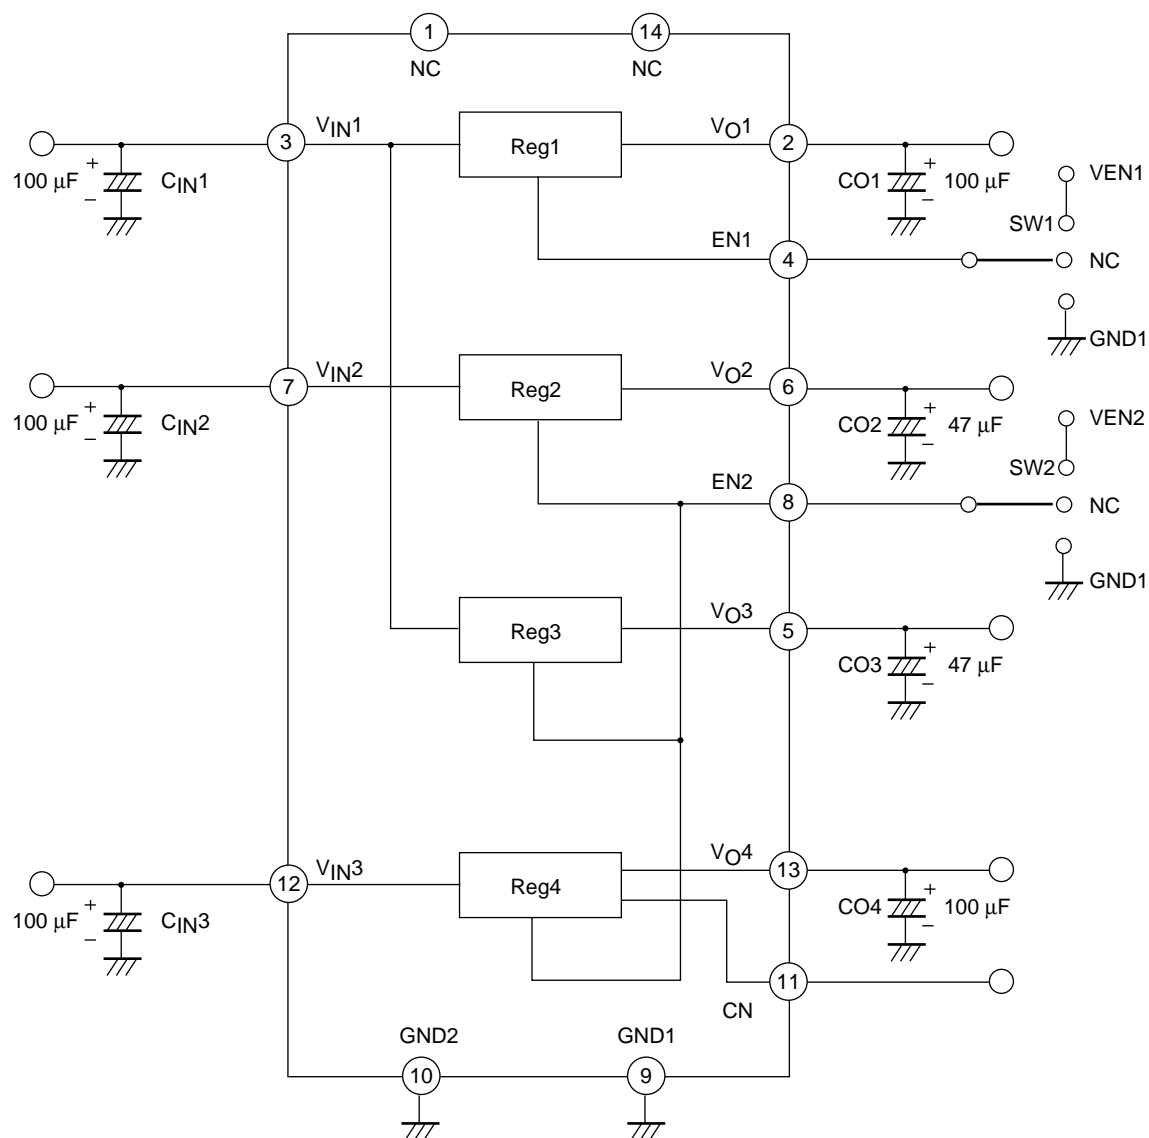 1
14
NC
NC
3
VIN1
Reg1
VO1
2
100 μF
+
−
CIN1
CO1
+
−
100 μF
VEN1
SW1
EN1
4
NC
GND1
7
VIN2
Reg2
VO2
6
100 μF
+
−
CIN2
CO2
+
−
47 μF
VEN2
SW2
EN2
8
NC
GND1
Reg3
VO3
5
CO3
+
−
47 μF
12
VIN3
Reg4
VO4
13
100 μF
+
−
CIN3
CO4
+
−
100 μF
11
CN
GND2
GND1
10
9